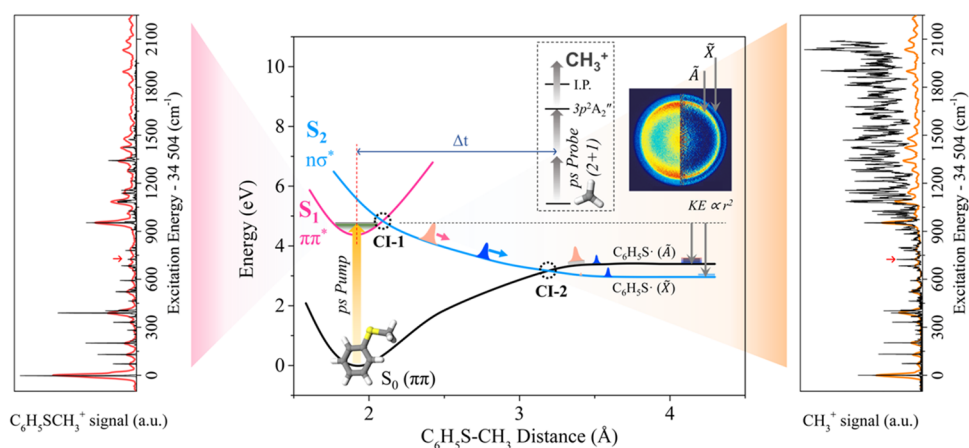 2100
1800
1500
1200
900
600
300
0
Excitation Energy - 34 504 (cm⁻¹)
C₆H₅SCH₃⁺ signal (a.u.)
10
8
6
4
2
0
Energy (eV)
2
3
4
C₆H₅S-CH₃ Distance (Å)
S₂
nσ*
S₁
ππ*
CI-1
ps Pump
S₀ (ππ)
Δt
CH₃⁺
I.P.
3p²A₂″
ps Probe
(2+1)
Ã
X̃
KE ∝ r²
C₆H₅S· (Ã)
C₆H₅S· (X̃)
CI-2
2100
1800
1500
1200
900
600
300
0
Excitation Energy - 34 504 (cm⁻¹)
CH₃⁺ signal (a.u.)